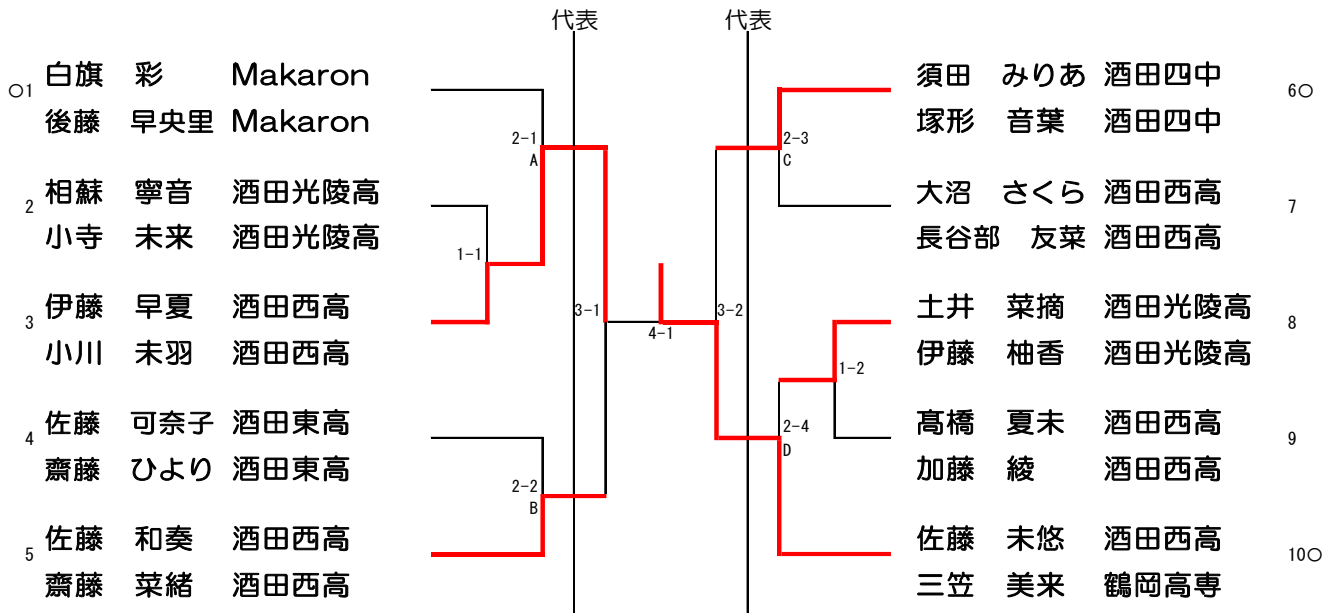 代表 代表
○1 白旗 彩 Makaron
後藤 早央里 Makaron
2-1
A
2 相蘇 寧音 酒田光陵高
小寺 未来 酒田光陵高
1-1
3 伊藤 早夏 酒田西高
小川 未羽 酒田西高
3-1
4 佐藤 可奈子 酒田東高
齋藤 ひより 酒田東高
2-2
B
5 佐藤 和奏 酒田西高
齋藤 菜緒 酒田西高
4-1
須田 みりあ 酒田四中 6○
塚形 音葉 酒田四中
2-3
C
大沼 さくら 酒田西高 7
長谷部 友菜 酒田西高
3-2
土井 菜摘 酒田光陵高 8
伊藤 柚香 酒田光陵高
1-2
髙橋 夏未 酒田西高 9
加藤 綾 酒田西高
2-4
D
佐藤 未悠 酒田西高 10○
三笠 美来 鶴岡高専